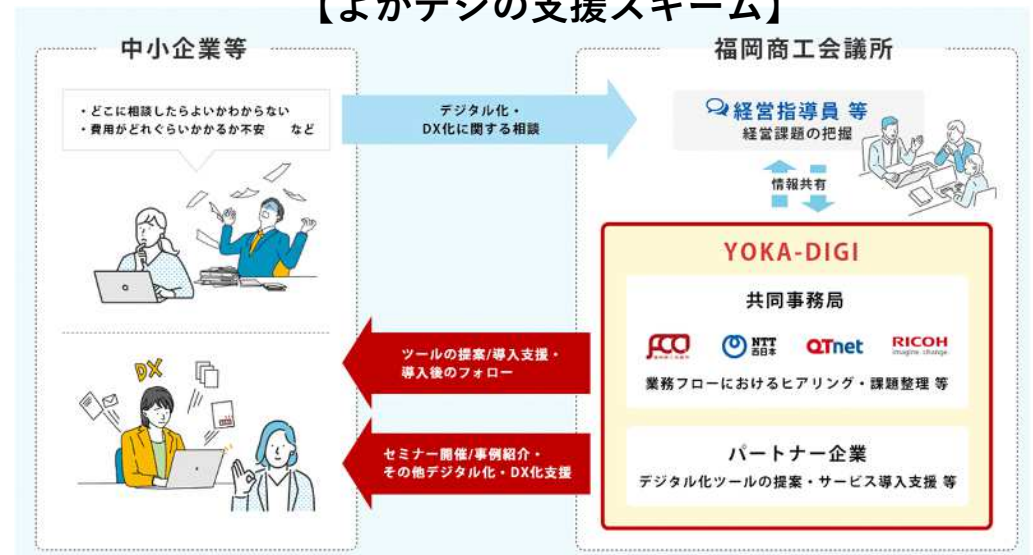 【よかデジの支援スキーム】
中小企業等
・どこに相談したらよいかわからない
・費用がどれぐらいかかるか不安 など
デジタル化・
DX化に関する相談
福岡商工会議所
経営指導員 等
経営課題の把握
情報共有
YOKA-DIGI
共同事務局
FCCI
NTT
西日本
QTnet
RICOH
imagine. change.
業務フローにおけるヒアリング・課題整理 等
パートナー企業
デジタル化ツールの提案・サービス導入支援 等
ツールの提案/導入支援・
導入後のフォロー
セミナー開催/事例紹介・
その他デジタル化・DX化支援
DX